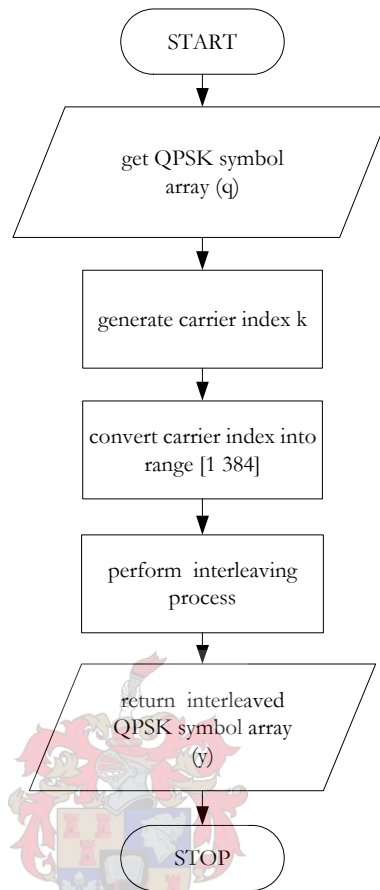 START
get QPSK symbol
array (q)
generate carrier index k
convert carrier index into
range [1 384]
perform interleaving
process
return interleaved
QPSK symbol array
(y)
STOP